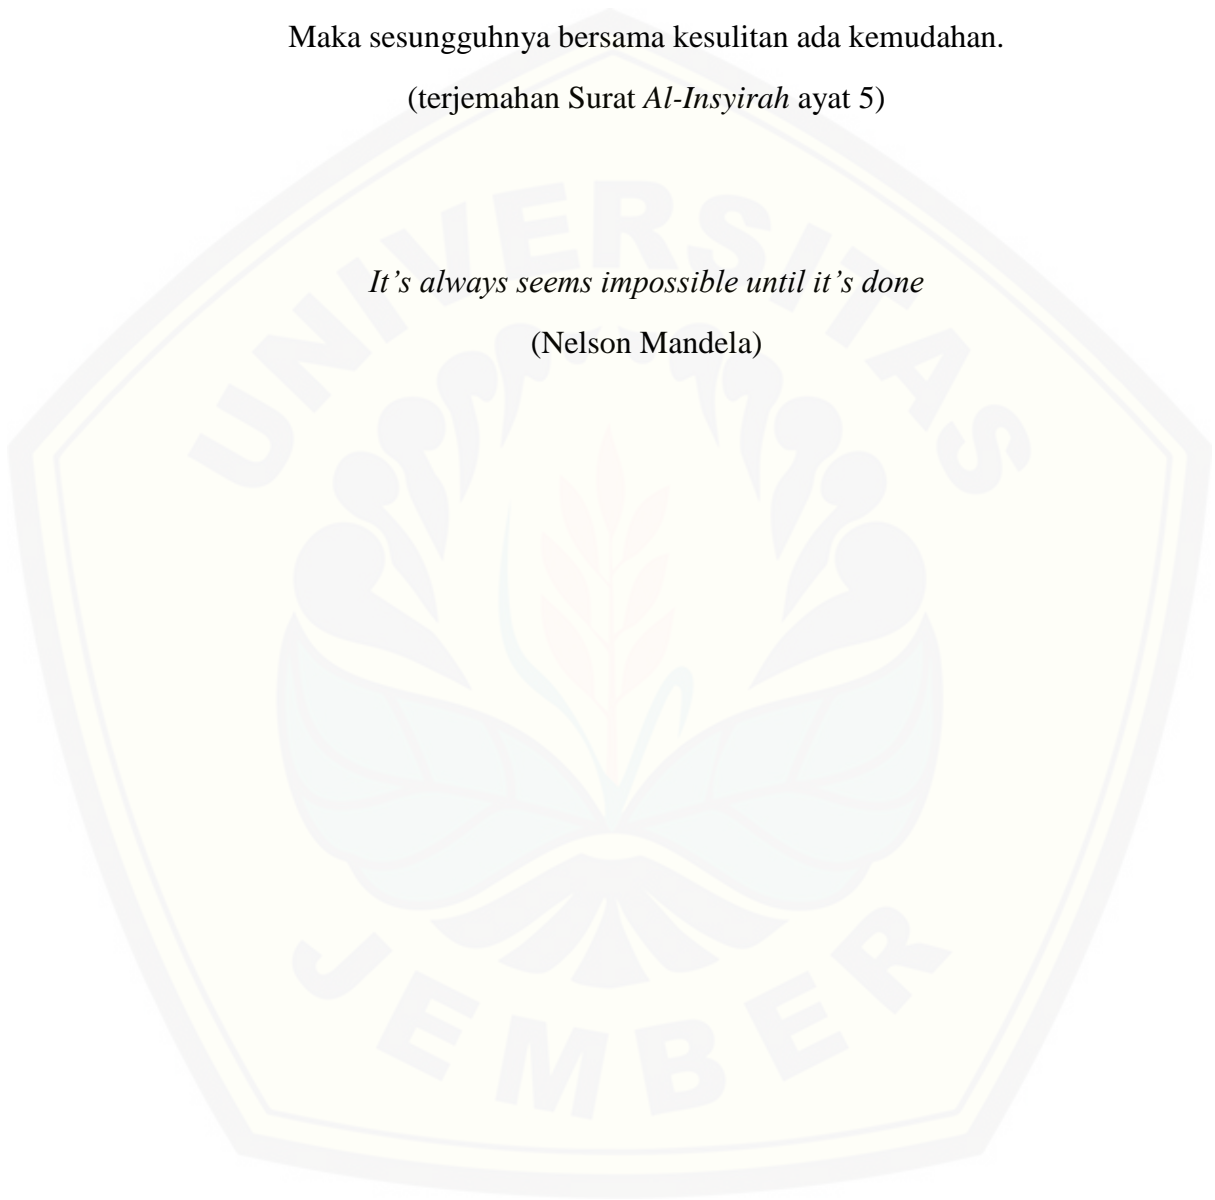 Maka sesungguhnya bersama kesulitan ada kemudahan.
(terjemahan Surat Al-Insyirah ayat 5)
It's always seems impossible until it's done
(Nelson Mandela)
UNIVERSITAS
JEMBER